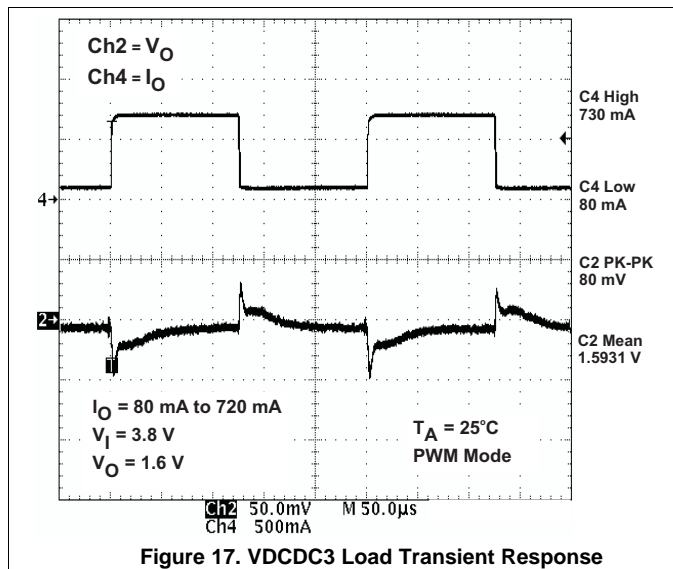 Ch2 = VO
Ch4 = IO
C4 High
730 mA
4
C4 Low
80 mA
C2 PK-PK
80 mV
2
C2 Mean
1.5931 V
T
IO = 80 mA to 720 mA
VI = 3.8 V
VO = 1.6 V
TA = 25°C
PWM Mode
Ch2 50.0mV M 50.0µs
Ch4 500mA
Figure 17. VDCDC3 Load Transient Response